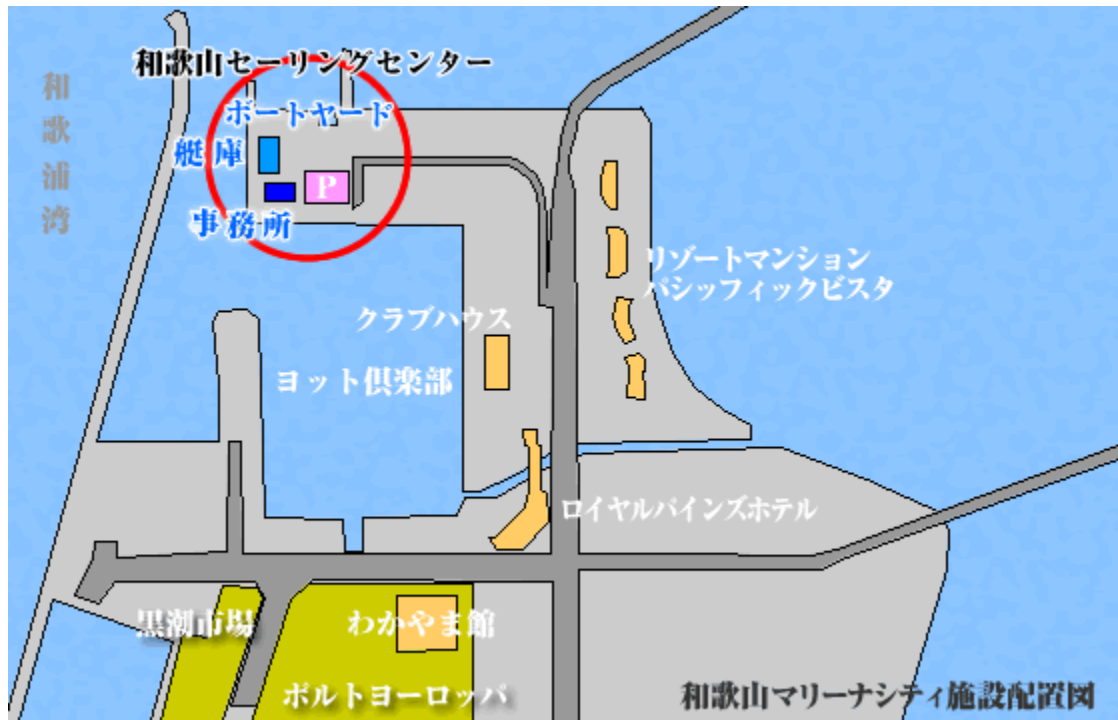 和歌山セーリングセンター
和歌浦湾
ボートヤード
艇庫
P
事務所
リゾートマンション
パシッフィックビスタ
クラブハウス
ヨット倶楽部
ロイヤルパインズホテル
黒潮市場
わかやま館
ポルトヨーロッパ
和歌山マリーナシティ施設配置図